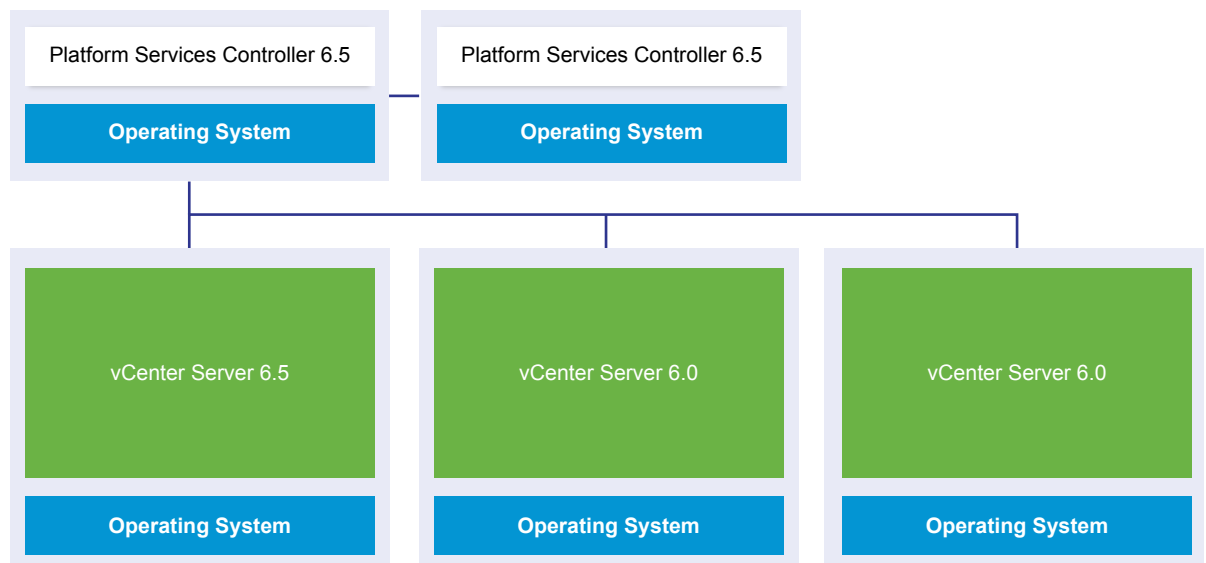 Platform Services Controller 6.5
Platform Services Controller 6.5
Operating System
Operating System
vCenter Server 6.5
vCenter Server 6.0
vCenter Server 6.0
Operating System
Operating System
Operating System